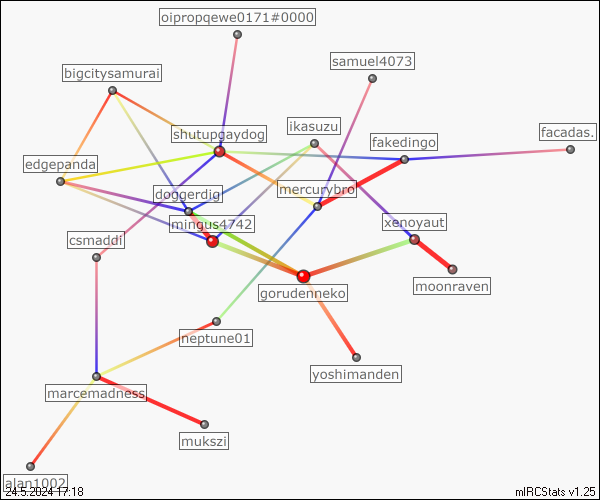 oipropqewe0171#0000
samuel4073
bigcitysamurai
shutupgaydog
ikasuzu
fakedingo
facadas.
edgepanda
doggerdig
mercurybro
mingus4742
xenoyaut
csmaddi
gorudenneko
moonraven
neptune01
yoshimanden
marcemadness
mukszi
alan1002
24.5.2024 17:18
mIRCStats v1.25